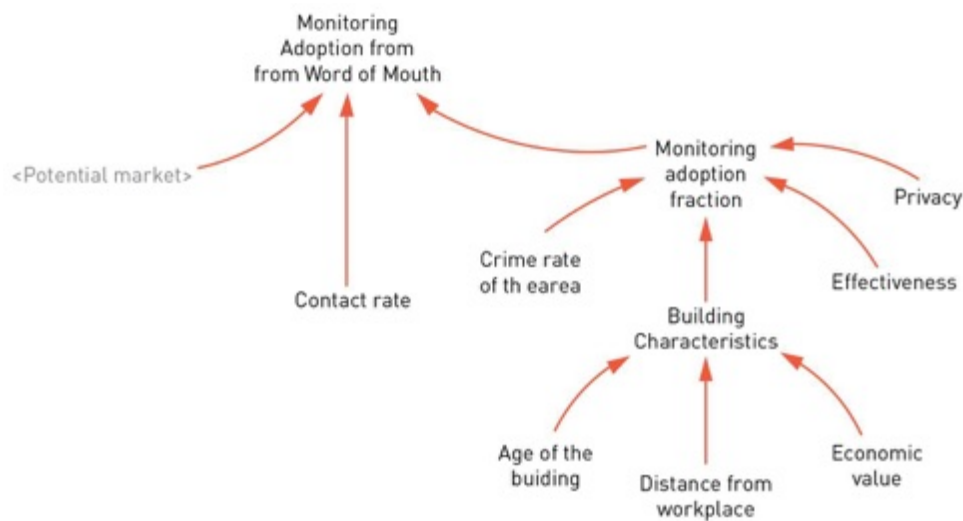 Monitoring
Adoption from
from Word of Mouth
<Potential market>
Monitoring
adoption
fraction
Privacy
Crime rate
of th earea
Effectiveness
Contact rate
Building
Characteristics
Age of the
buiding
Distance from
workplace
Economic
value